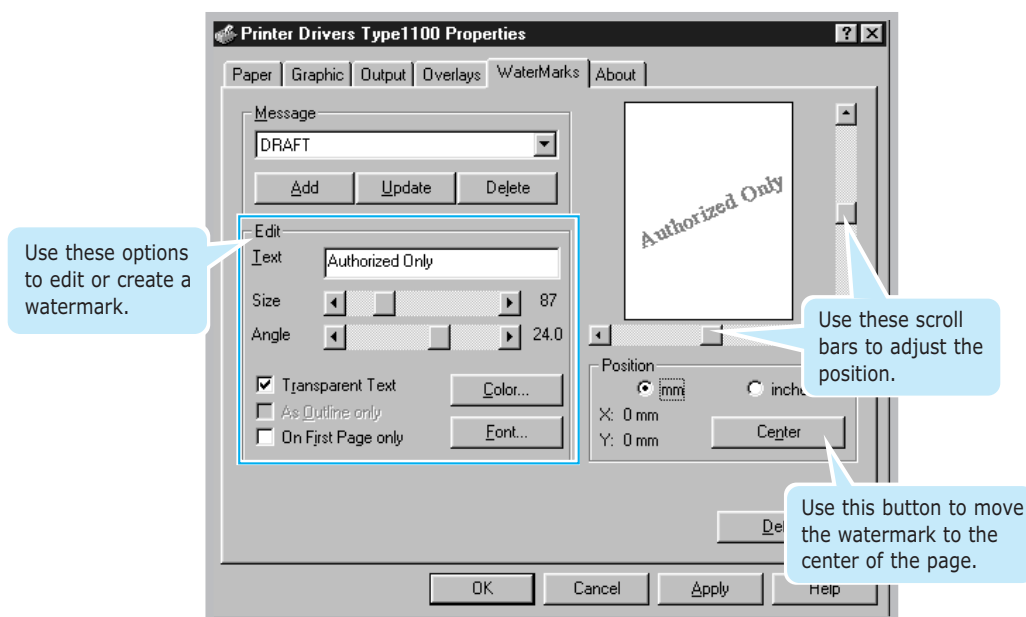 Printer Drivers Type1100 Properties
Paper Graphic Output Overlays WaterMarks About
Message
DRAFT
Add Update Delete
Edit
Text Authorized Only
Size 87
Angle 24.0
Transparent Text
As Outline only
On First Page only
Color...
Font...
Authorized Only
Position
mm
X: 0 mm
Y: 0 mm
Center
OK Cancel Apply Help
Use these options
to edit or create a
watermark.
Use these scroll
bars to adjust the
position.
Use this button to move
the watermark to the
center of the page.